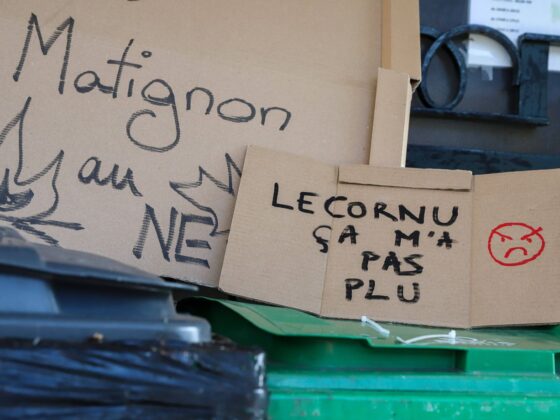 Matignon
au
NE
LECORNU
ÇA M'A
PAS
PLU